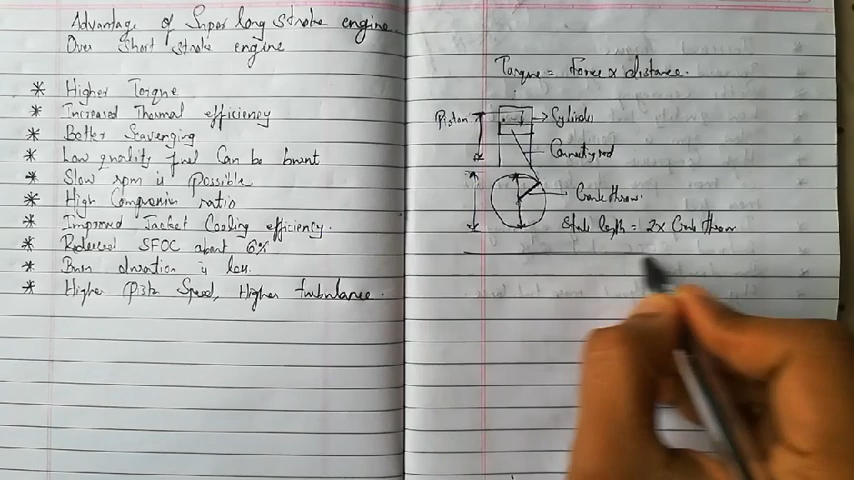 Advantage of Super long stroke engine
Over Short stroke engine
* Higher Torque
* Increased Thermal efficiency
* Better Scavenging
* Low quality fuel Can be burnt
* Slow rpm is possible
* High Compression ratio
* Improved Jacket Cooling efficiency.
* Reduced SFOC about 6%
* Burn duration is less.
* Higher Piston Speed, Higher turbulance.
Torque = Force x distance.
Piston
Cylinder
Connecting rod
Crank throw.
Stroke length = 2x Crank throw